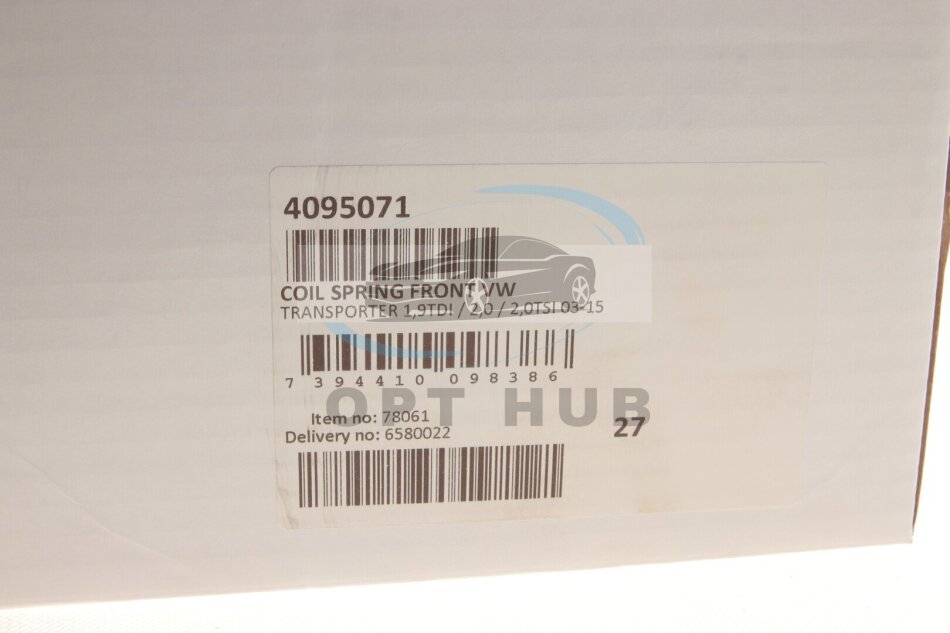 4095071
COIL SPRING FRONT VW
TRANSPORTER 1,9TDI / 2,0 / 2,0TSI 03-15
7 394410 098386
OPT HUB
Item no: 78061
Delivery no: 6580022
27